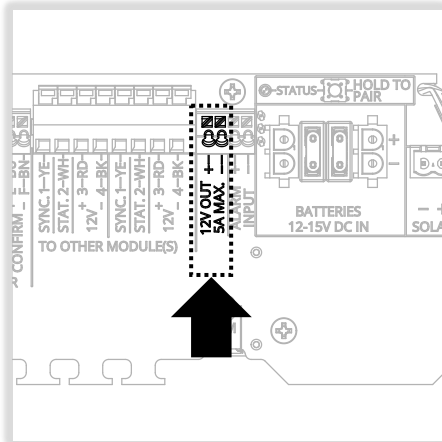 STATUS
HOLD TO
PAIR
CONFIRM
F-BN
SYNC. 1-YE
STAT. 2-WH
+ 3-RD
12V
- 4-BK
SYNC. 1-YE
STAT. 2-WH
+ 3-RD
12V
- 4-BK
TO OTHER MODULE(S)
12V OUT +
5A MAX. -
ALARM
INPUT
+
-
BATTERIES
12-15V DC IN
- +
SOLA